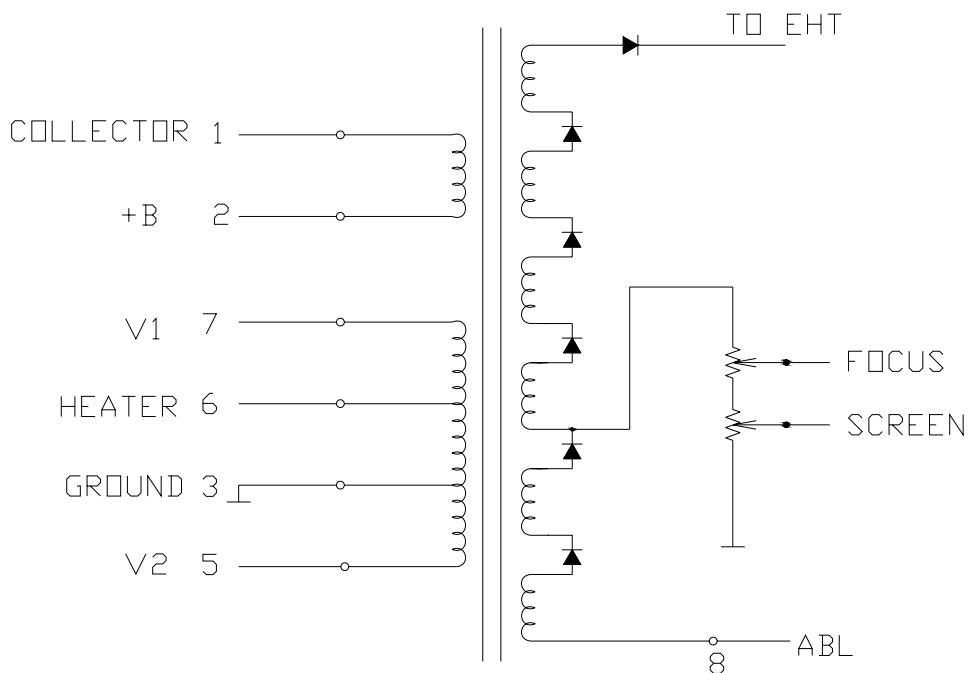 TO EHT
COLLECTOR 1
+B 2
V1 7
HEATER 6
GROUND 3
V2 5
FOCUS
SCREEN
ABL
8